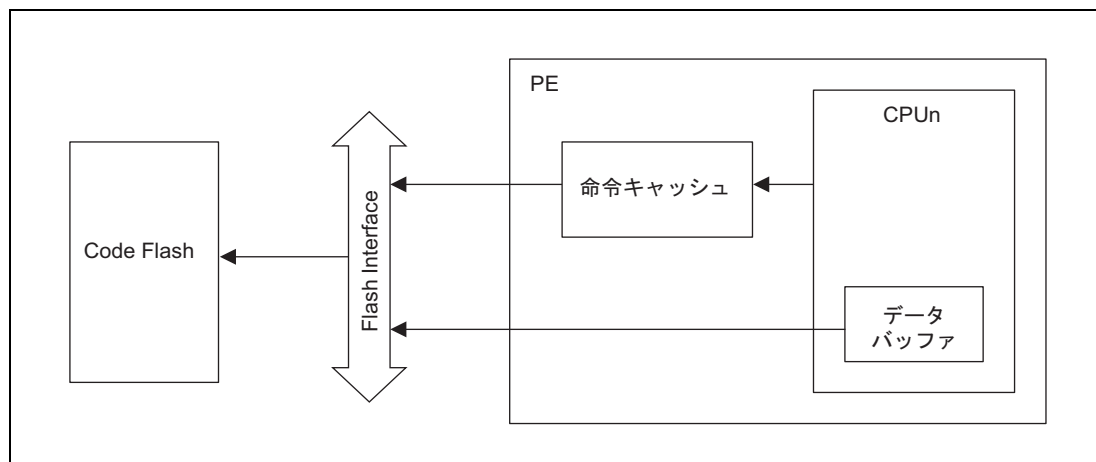 PE
CPUn
命令キャッシュ
Code Flash
Flash Interface
データ
バッファ